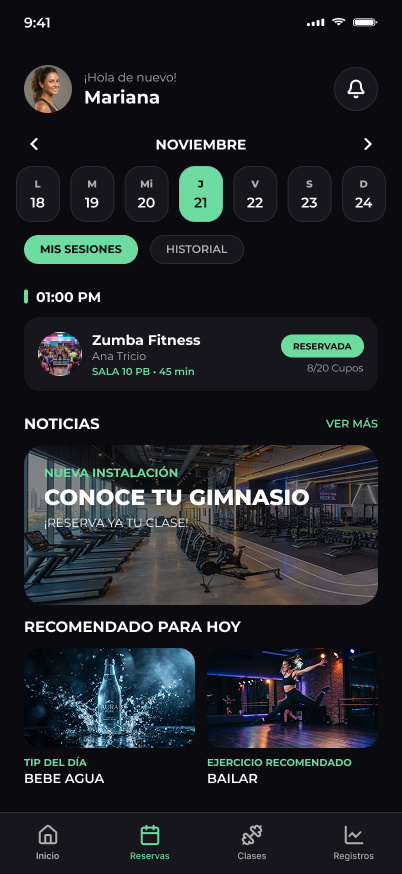 9:41
¡Hola de nuevo!
Mariana
NOVIEMBRE
L M Mi J V S D
18 19 20 21 22 23 24
MIS SESIONES HISTORIAL
01:00 PM
Zumba Fitness
Ana Tricio
SALA 10 PB • 45 min
RESERVADA
8/20 Cupos
NOTICIAS VER MÁS
NUEVA INSTALACIÓN
CONOCE TU GIMNASIO
¡RESERVA YA TU CLASE!
RECOMENDADO PARA HOY
TIP DEL DÍA
BEBE AGUA
EJERCICIO RECOMENDADO
BAILAR
Inicio Reservas Clases Registros